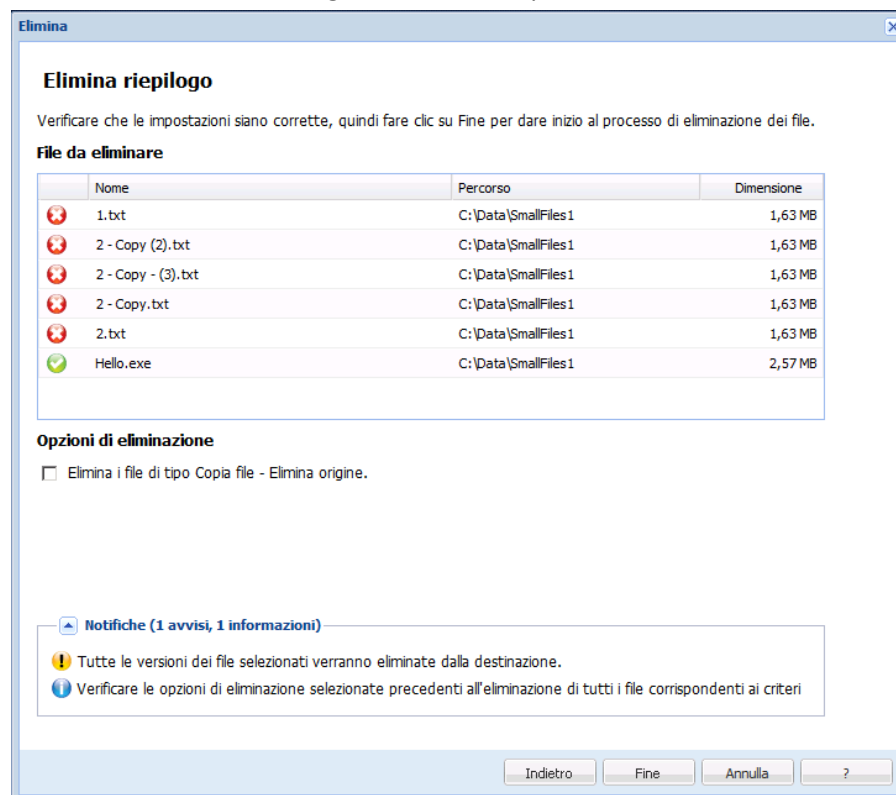 Elimina
Elimina riepilogo
Verificare che le impostazioni siano corrette, quindi fare clic su Fine per dare inizio al processo di eliminazione dei file.
File da eliminare
Nome Percorso Dimensione
1.txt C:\Data\SmallFiles1 1,63 MB
2 - Copy (2).txt C:\Data\SmallFiles1 1,63 MB
2 - Copy - (3).txt C:\Data\SmallFiles1 1,63 MB
2 - Copy.txt C:\Data\SmallFiles1 1,63 MB
2.txt C:\Data\SmallFiles1 1,63 MB
Hello.exe C:\Data\SmallFiles1 2,57 MB
Opzioni di eliminazione
Elimina i file di tipo Copia file - Elimina origine.
Notifiche (1 avvisi, 1 informazioni)
Tutte le versioni dei file selezionati verranno eliminate dalla destinazione.
Verificare le opzioni di eliminazione selezionate precedenti all'eliminazione di tutti i file corrispondenti ai criteri
Indietro Fine Annulla ?